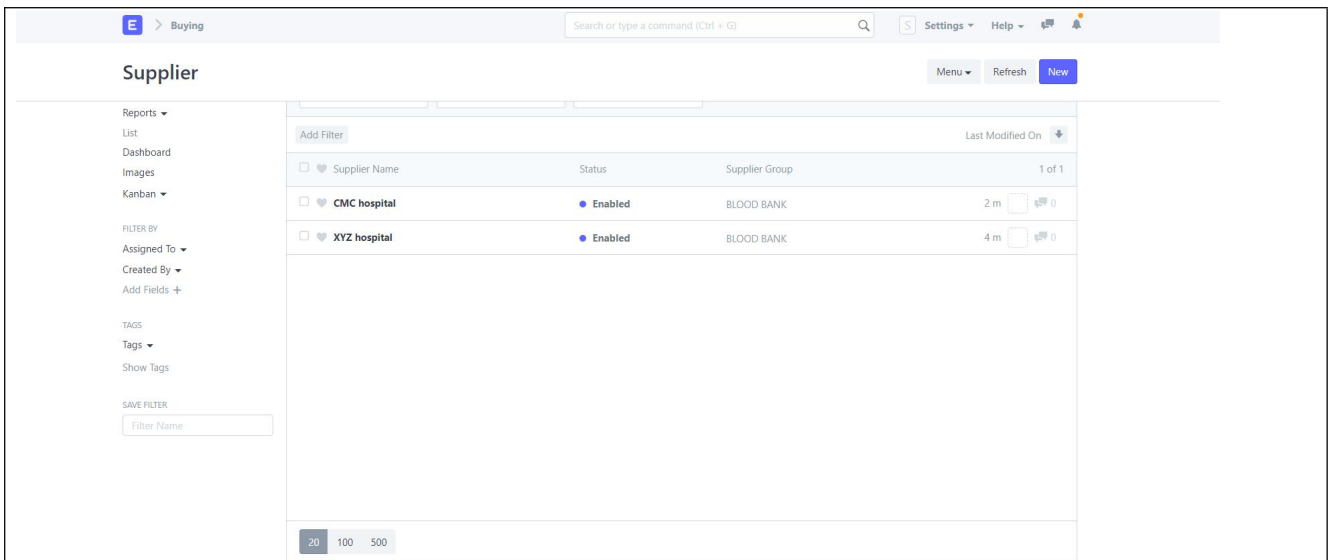 E > Buying
Search or type a command (Ctrl + G)
S Settings Help
Supplier
Menu Refresh New
Reports
List
Dashboard
Images
Kanban
FILTER BY
Assigned To
Created By
Add Fields +
TAGS
Tags
Show Tags
SAVE FILTER
Filter Name
Add Filter
Last Modified On
Supplier Name Status Supplier Group 1 of 1
CMC hospital Enabled BLOOD BANK 2 m 0
XYZ hospital Enabled BLOOD BANK 4 m 0
20 100 500